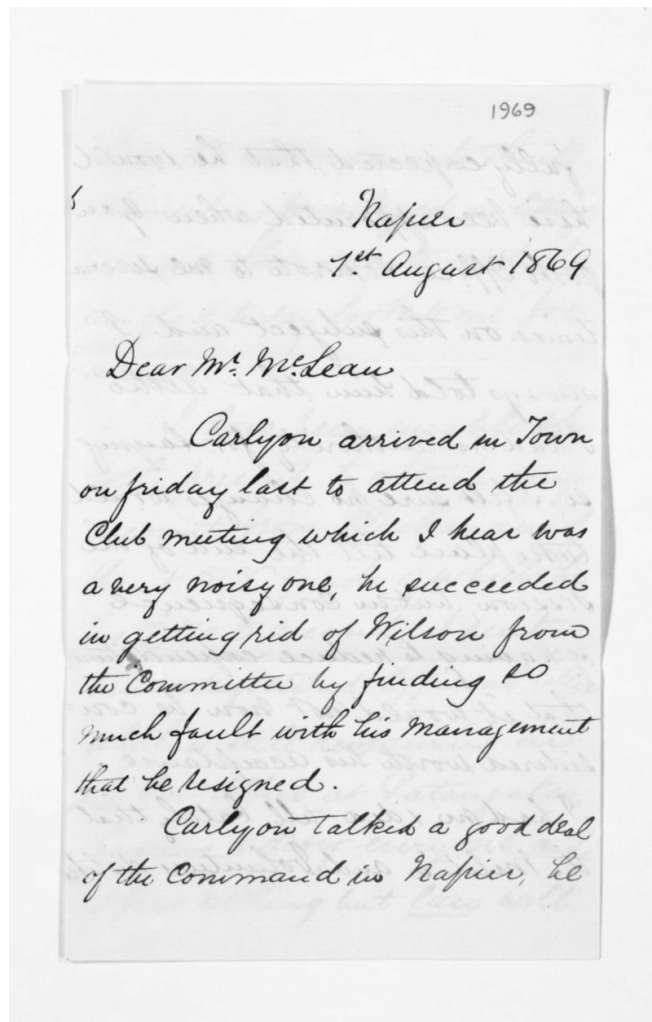 1969
Napier
1st August 1869
Dear Mr. McLean
Carlyon arrived in Town
on friday last to attend the
Club meeting which I hear was
a very noisy one, he succeeded
in getting rid of Wilson from
the Committee by finding so
much fault with his management
that he resigned.
Carlyon talked a good deal
of the Command in Napier, he